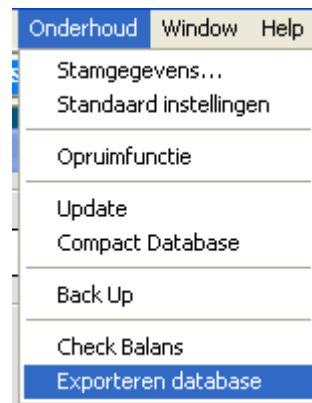 Onderhoud Window Help
Stamgegevens...
Standaard instellingen
Opruimfunctie
Update
Compact Database
Back Up
Check Balans
Exporteren database